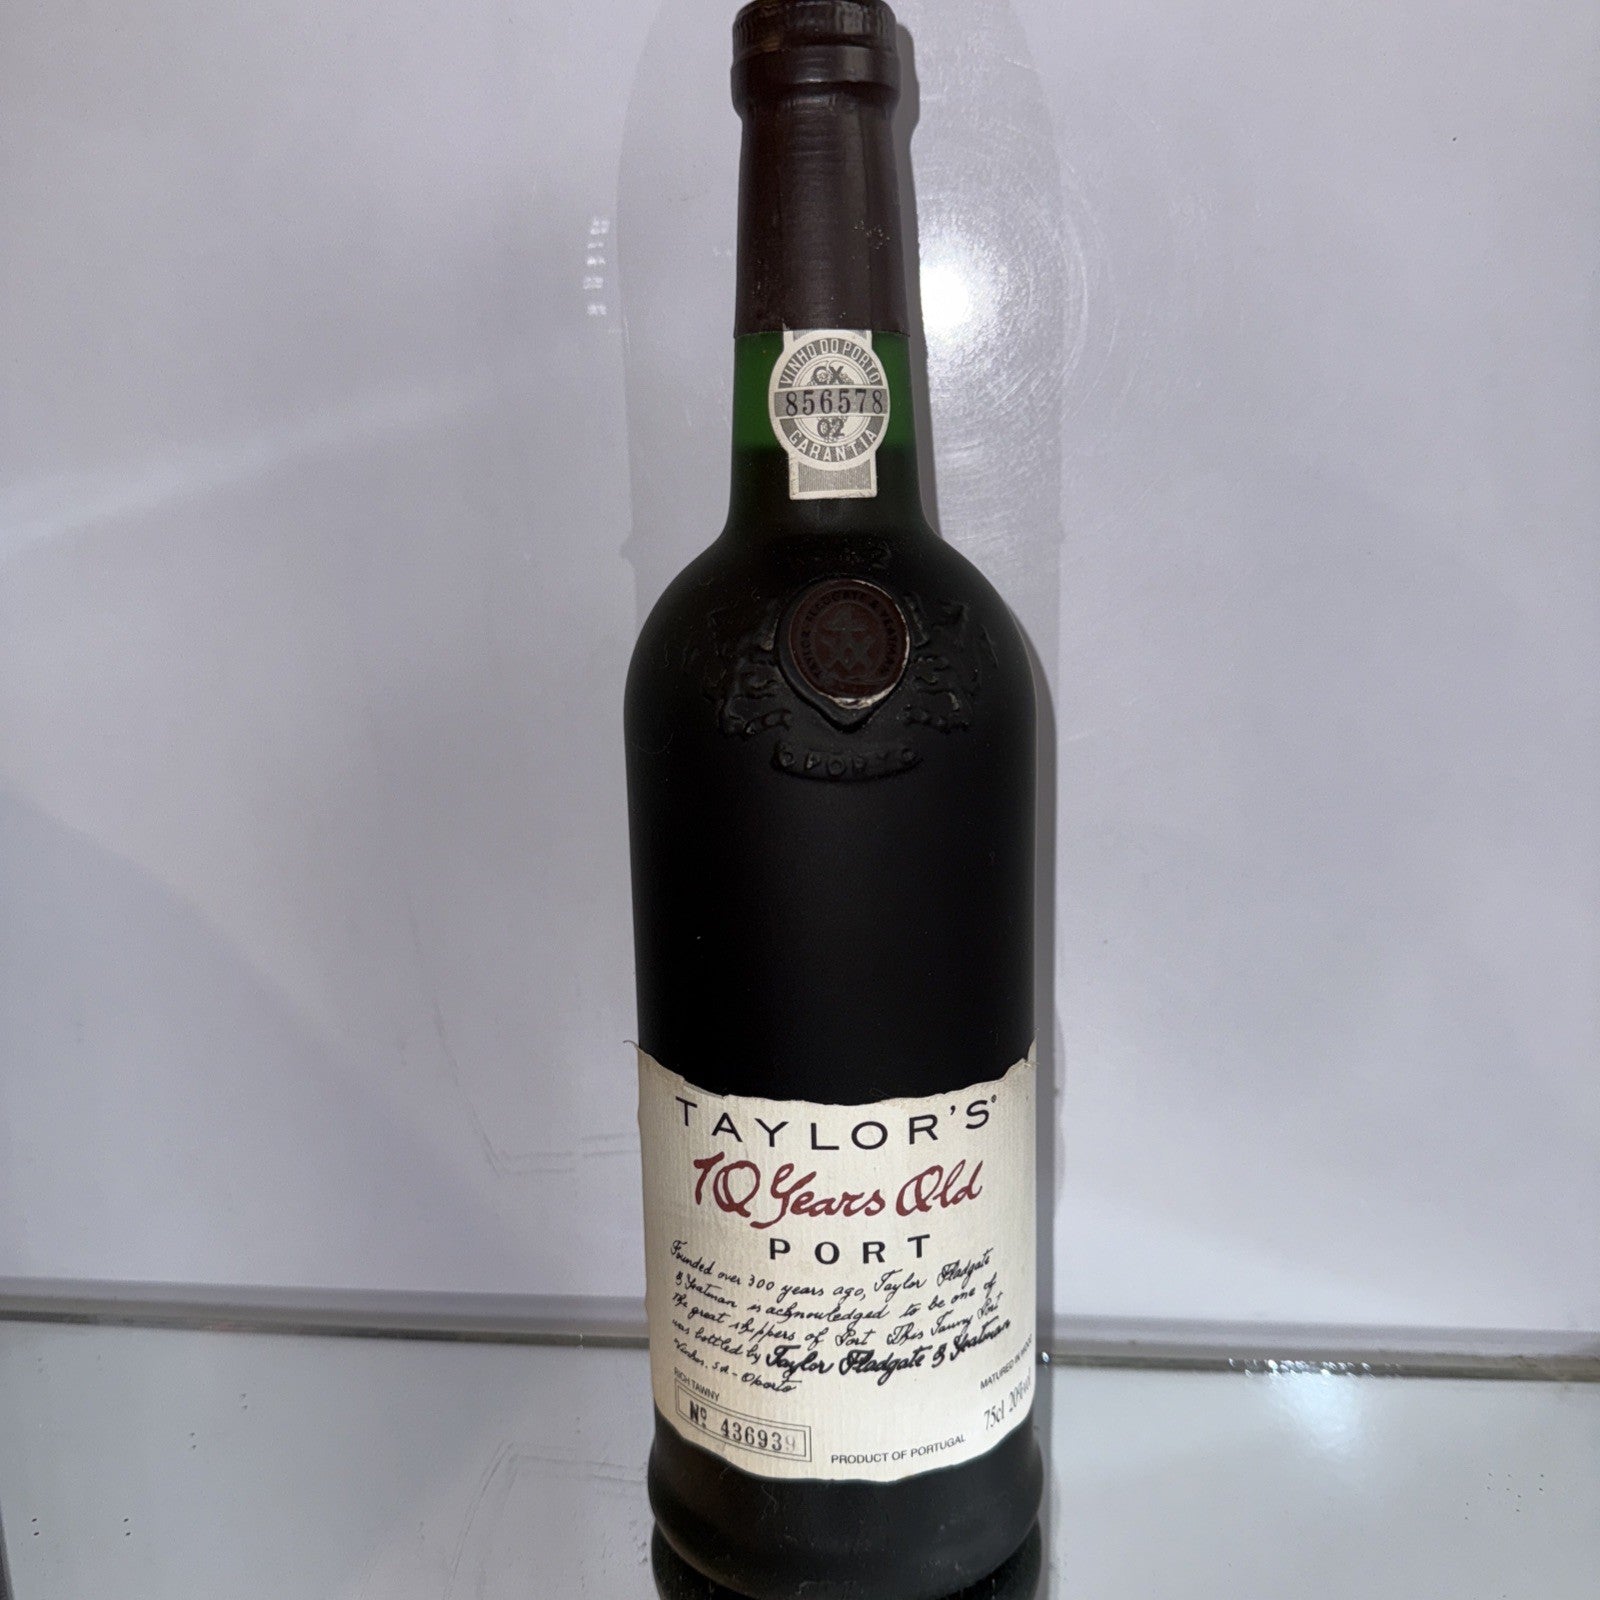 VINHO DO PORTO
CX
856578
02
GARANTIA
OPORTO
TAYLOR'S
10 Years Old
PORT
Founded over 300 years ago, Taylor Fladgate
& Yeatman is acknowledged to be one of
the great shippers of Port This Tawny Port
was bottled by Taylor Fladgate & Yeatman
Vinhos, S.A - Oporto
RICH TAWNY
MATURED IN WOOD
Nº 436939
75cl 20%vol
PRODUCT OF PORTUGAL